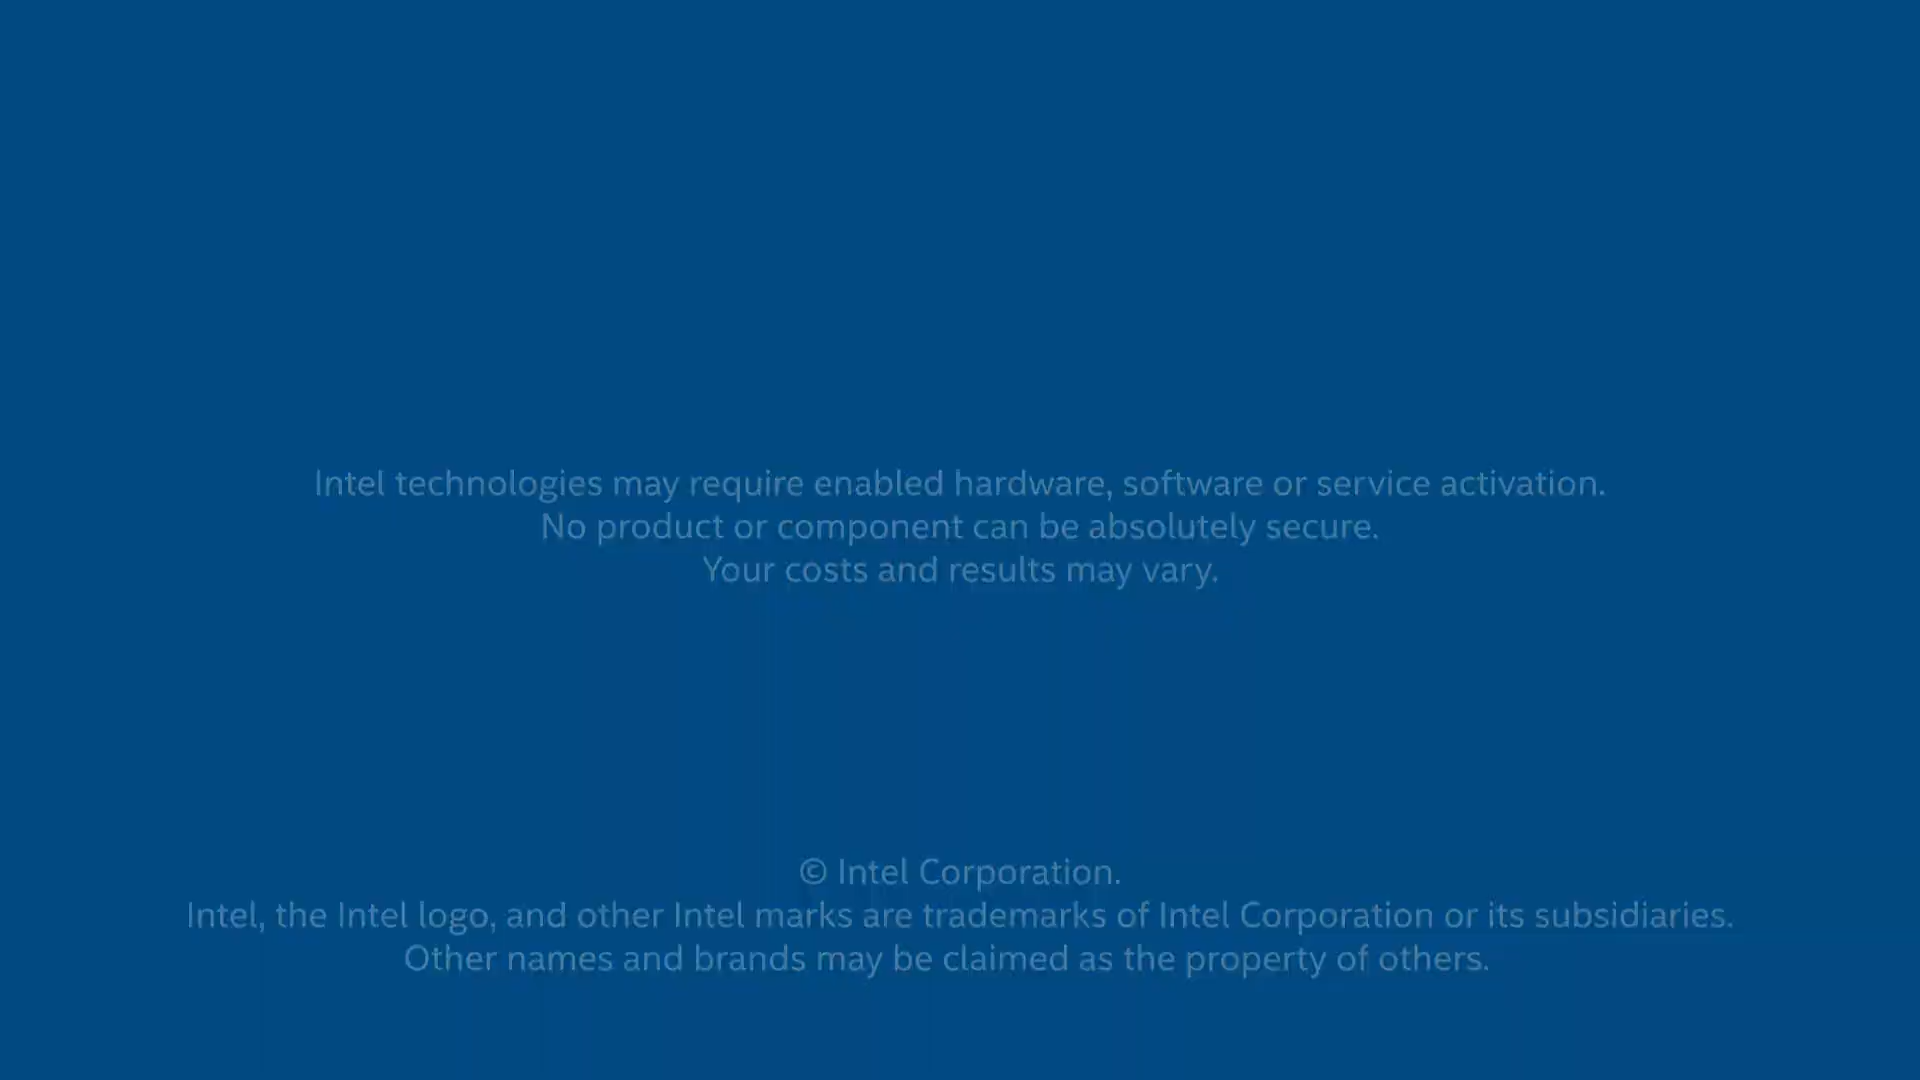 Intel technologies may require enabled hardware, software or service activation.
No product or component can be absolutely secure.
Your costs and results may vary.
© Intel Corporation.
Intel, the Intel logo, and other Intel marks are trademarks of Intel Corporation or its subsidiaries.
Other names and brands may be claimed as the property of others.